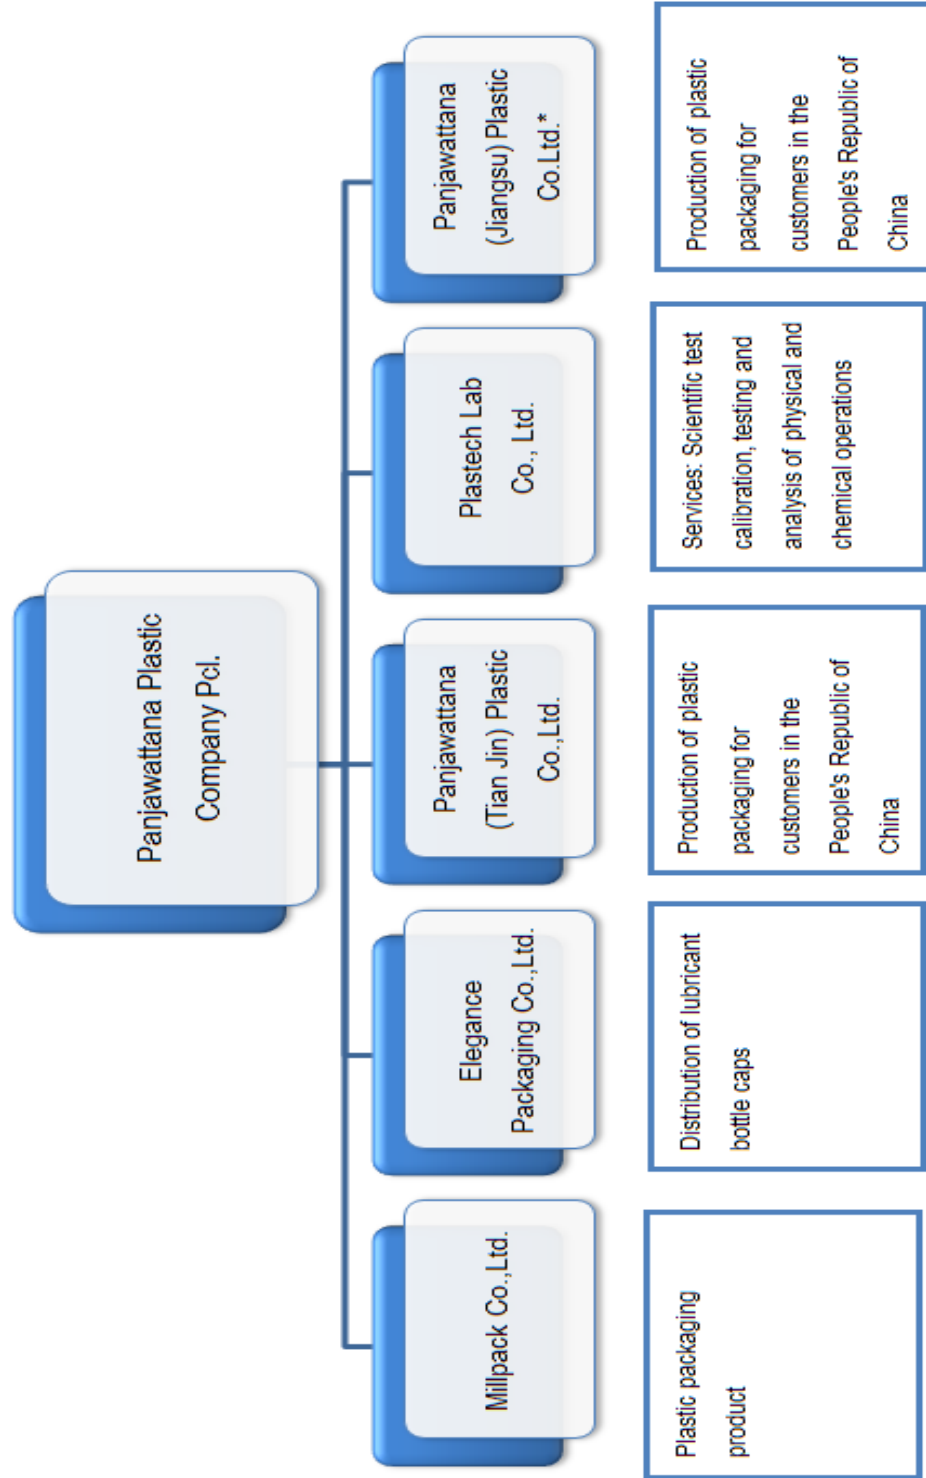 Panjawattana Plastic
Company Pcl.
Millpack Co.,Ltd.
Elegance
Packaging Co.,Ltd.
Panjawattana
(Tian Jin) Plastic
Co.,Ltd.
Plastech Lab
Co., Ltd.
Panjawattana
(Jiangsu) Plastic
Co.Ltd.*
Plastic packaging
product
Distribution of lubricant
bottle caps
Production of plastic
packaging for
customers in the
People's Republic of
China
Services: Scientific test
calibration, testing and
analysis of physical and
chemical operations
Production of plastic
packaging for
customers in the
People's Republic of
China